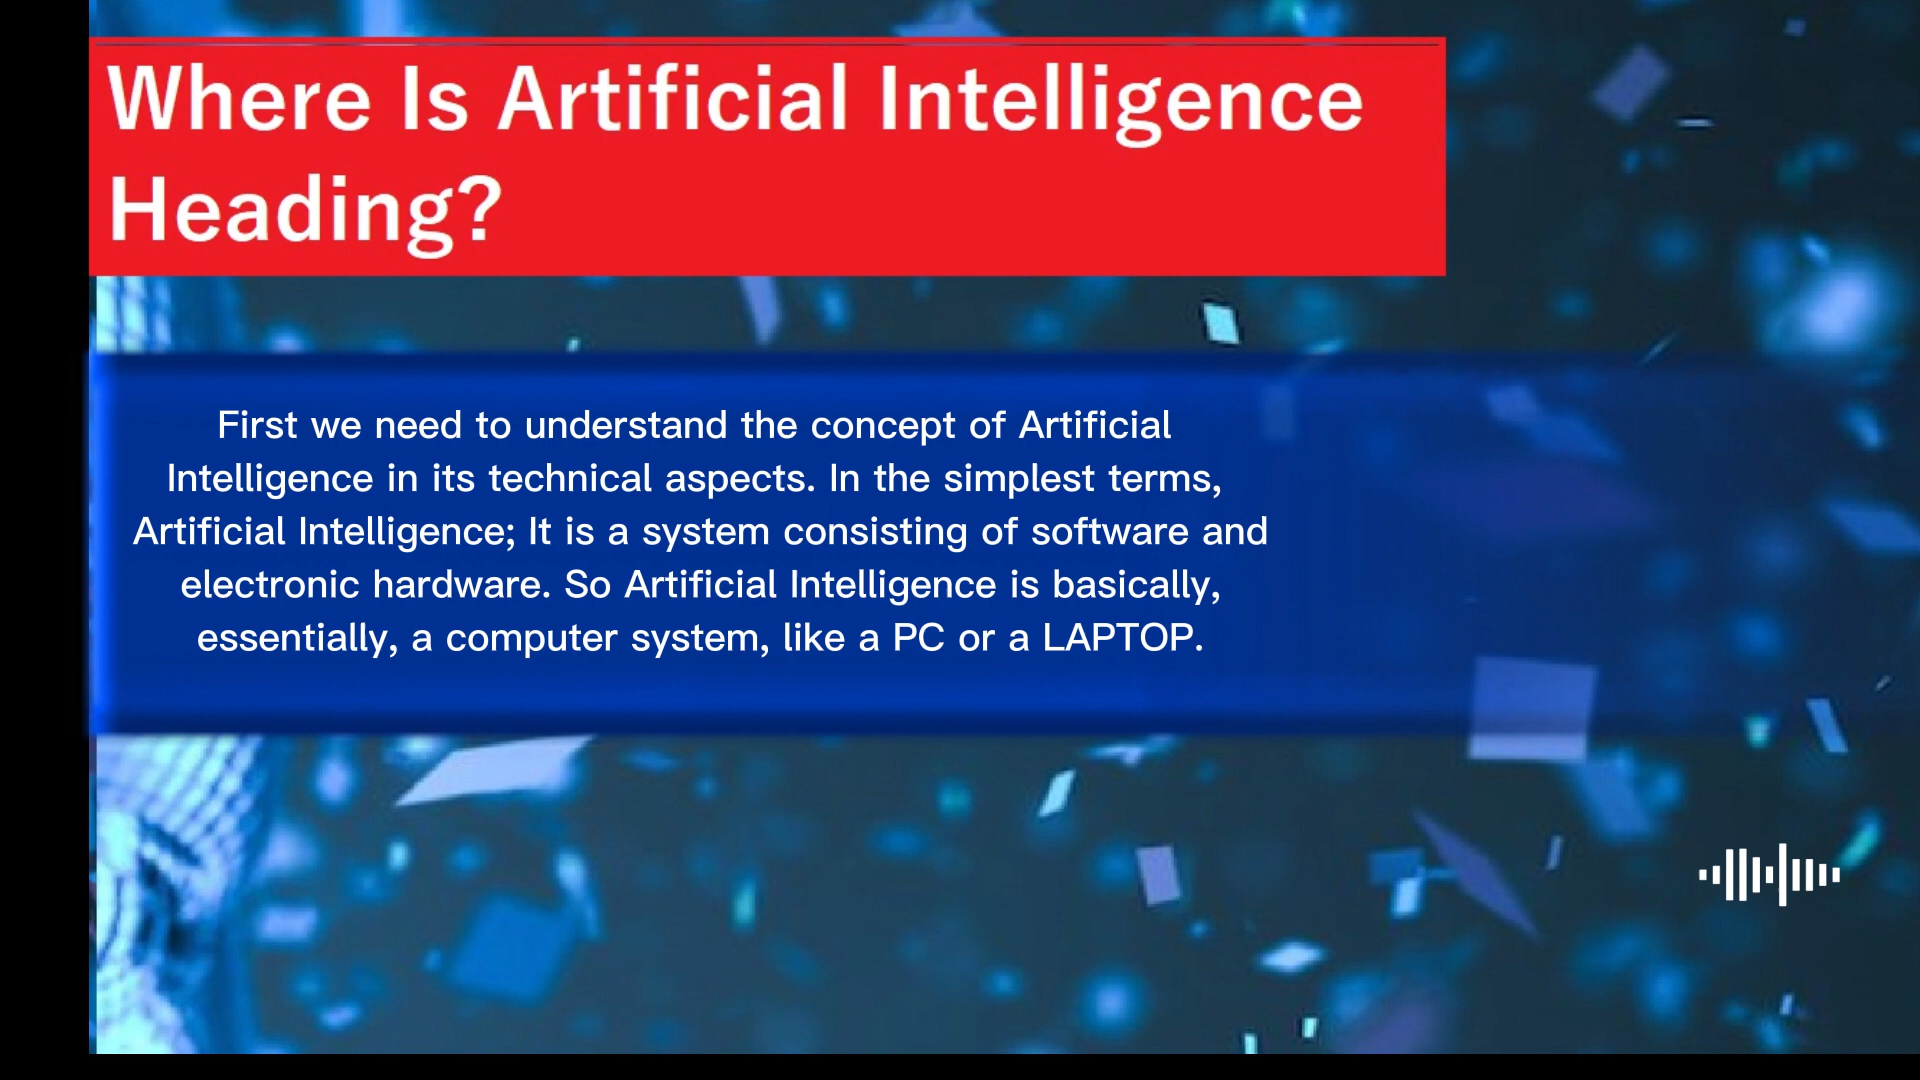 Where Is Artificial Intelligence
Heading?
First we need to understand the concept of Artificial
Intelligence in its technical aspects. In the simplest terms,
Artificial Intelligence; It is a system consisting of software and
electronic hardware. So Artificial Intelligence is basically,
essentially, a computer system, like a PC or a LAPTOP.